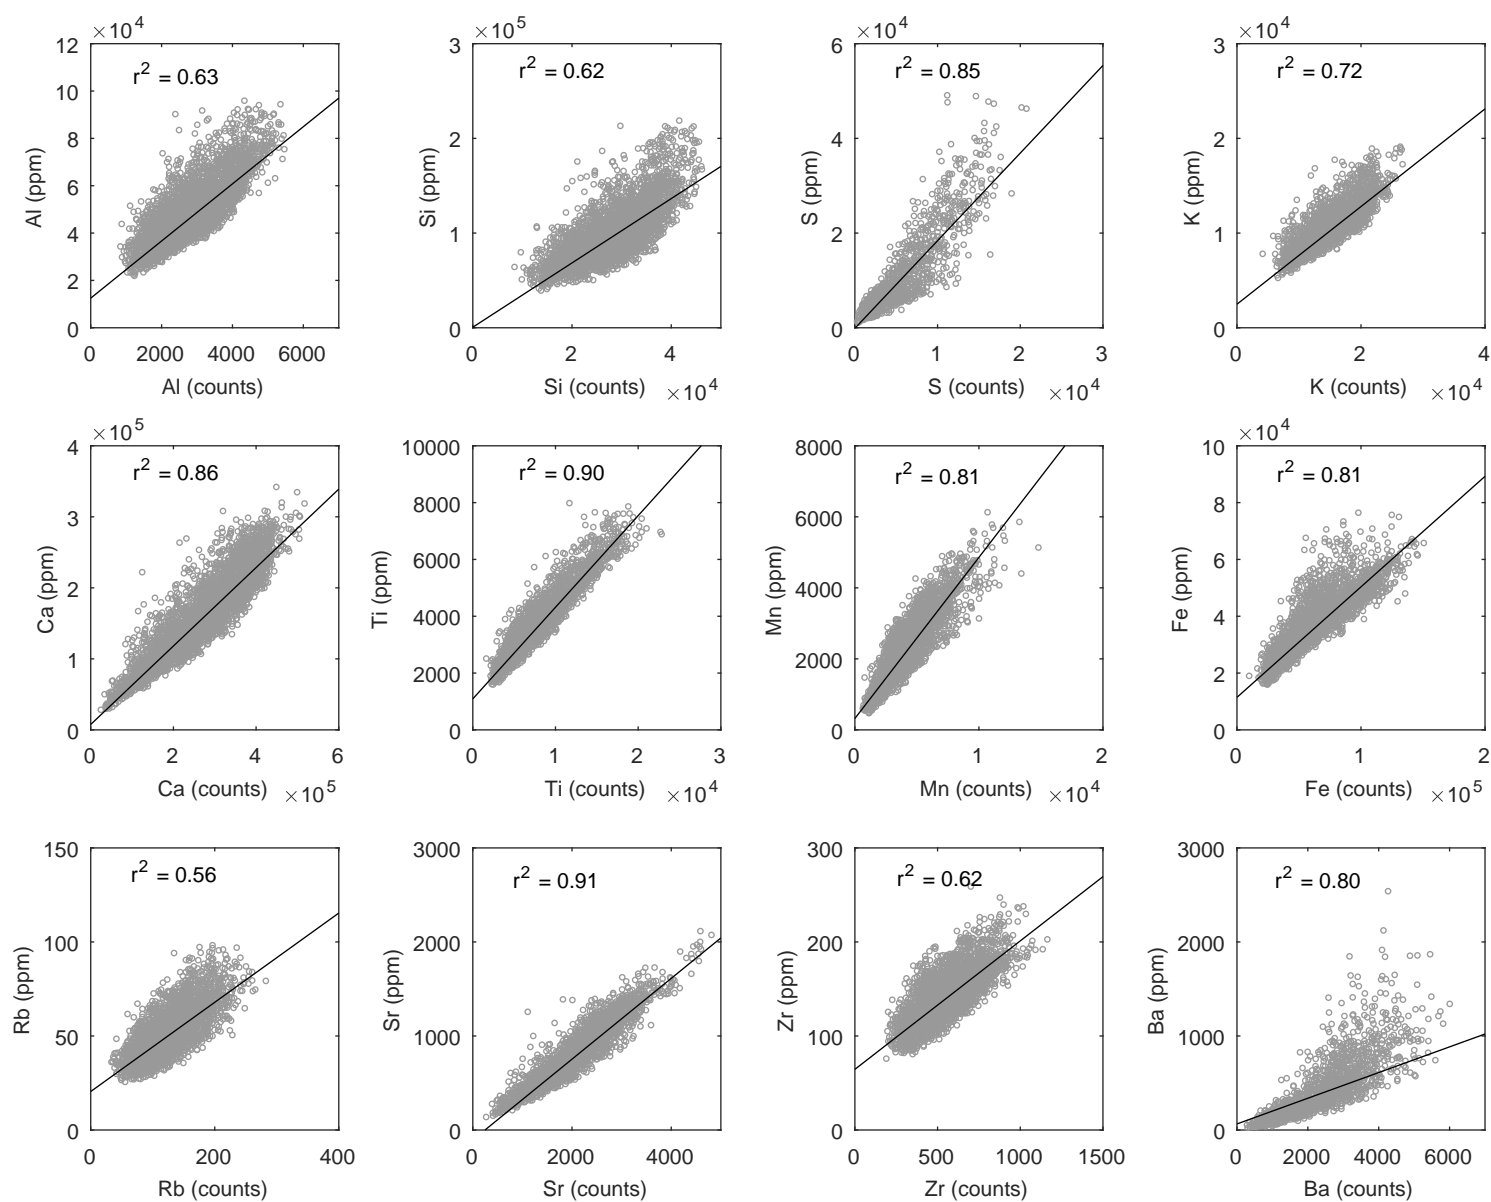 ×10⁴
12
10
8
6
4
2
0
Al (ppm)
r² = 0.63
0 2000 4000 6000
Al (counts)
×10⁵
3
2
1
0
Si (ppm)
r² = 0.62
0 2 4
Si (counts) ×10⁴
×10⁴
6
4
2
0
S (ppm)
r² = 0.85
0 1 2 3
S (counts) ×10⁴
×10⁴
3
2
1
0
K (ppm)
r² = 0.72
0 2 4
K (counts) ×10⁴
×10⁵
4
3
2
1
0
Ca (ppm)
r² = 0.86
0 2 4 6
Ca (counts) ×10⁵
10000
8000
6000
4000
2000
0
Ti (ppm)
r² = 0.90
0 1 2 3
Ti (counts) ×10⁴
8000
6000
4000
2000
0
Mn (ppm)
r² = 0.81
0 1 2
Mn (counts) ×10⁴
×10⁴
10
8
6
4
2
0
Fe (ppm)
r² = 0.81
0 1 2
Fe (counts) ×10⁵
150
100
50
0
Rb (ppm)
r² = 0.56
0 200 400
Rb (counts)
3000
2000
1000
0
Sr (ppm)
r² = 0.91
0 2000 4000
Sr (counts)
300
200
100
0
Zr (ppm)
r² = 0.62
0 500 1000 1500
Zr (counts)
3000
2000
1000
0
Ba (ppm)
r² = 0.80
0 2000 4000 6000
Ba (counts)